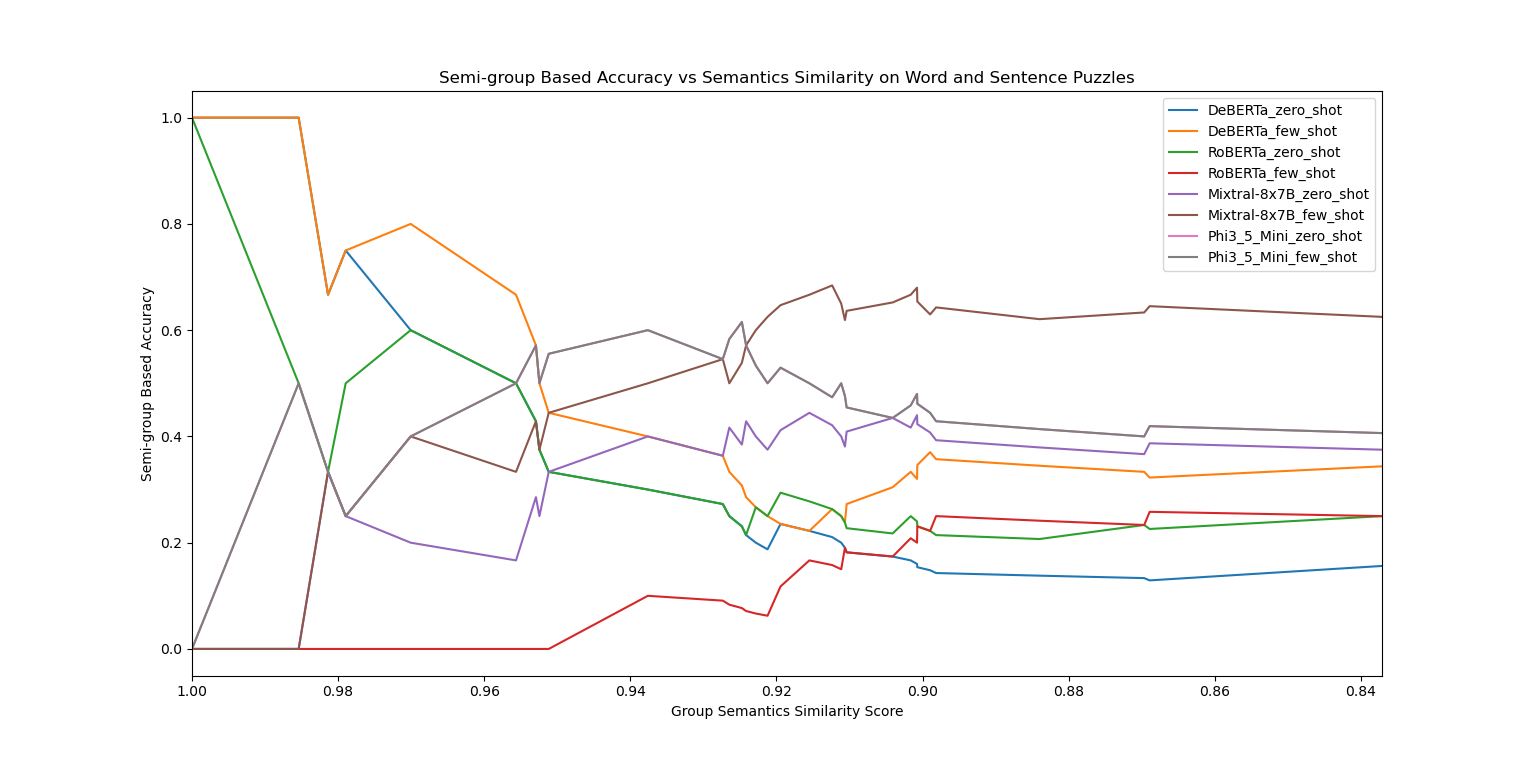 Semi-group Based Accuracy vs Semantics Similarity on Word and Sentence Puzzles
DeBERTa_zero_shot
DeBERTa_few_shot
RoBERTa_zero_shot
RoBERTa_few_shot
Mixtral-8x7B_zero_shot
Mixtral-8x7B_few_shot
Phi3_5_Mini_zero_shot
Phi3_5_Mini_few_shot
Semi-group Based Accuracy
1.0
0.8
0.6
0.4
0.2
0.0
1.00 0.98 0.96 0.94 0.92 0.90 0.88 0.86 0.84
Group Semantics Similarity Score